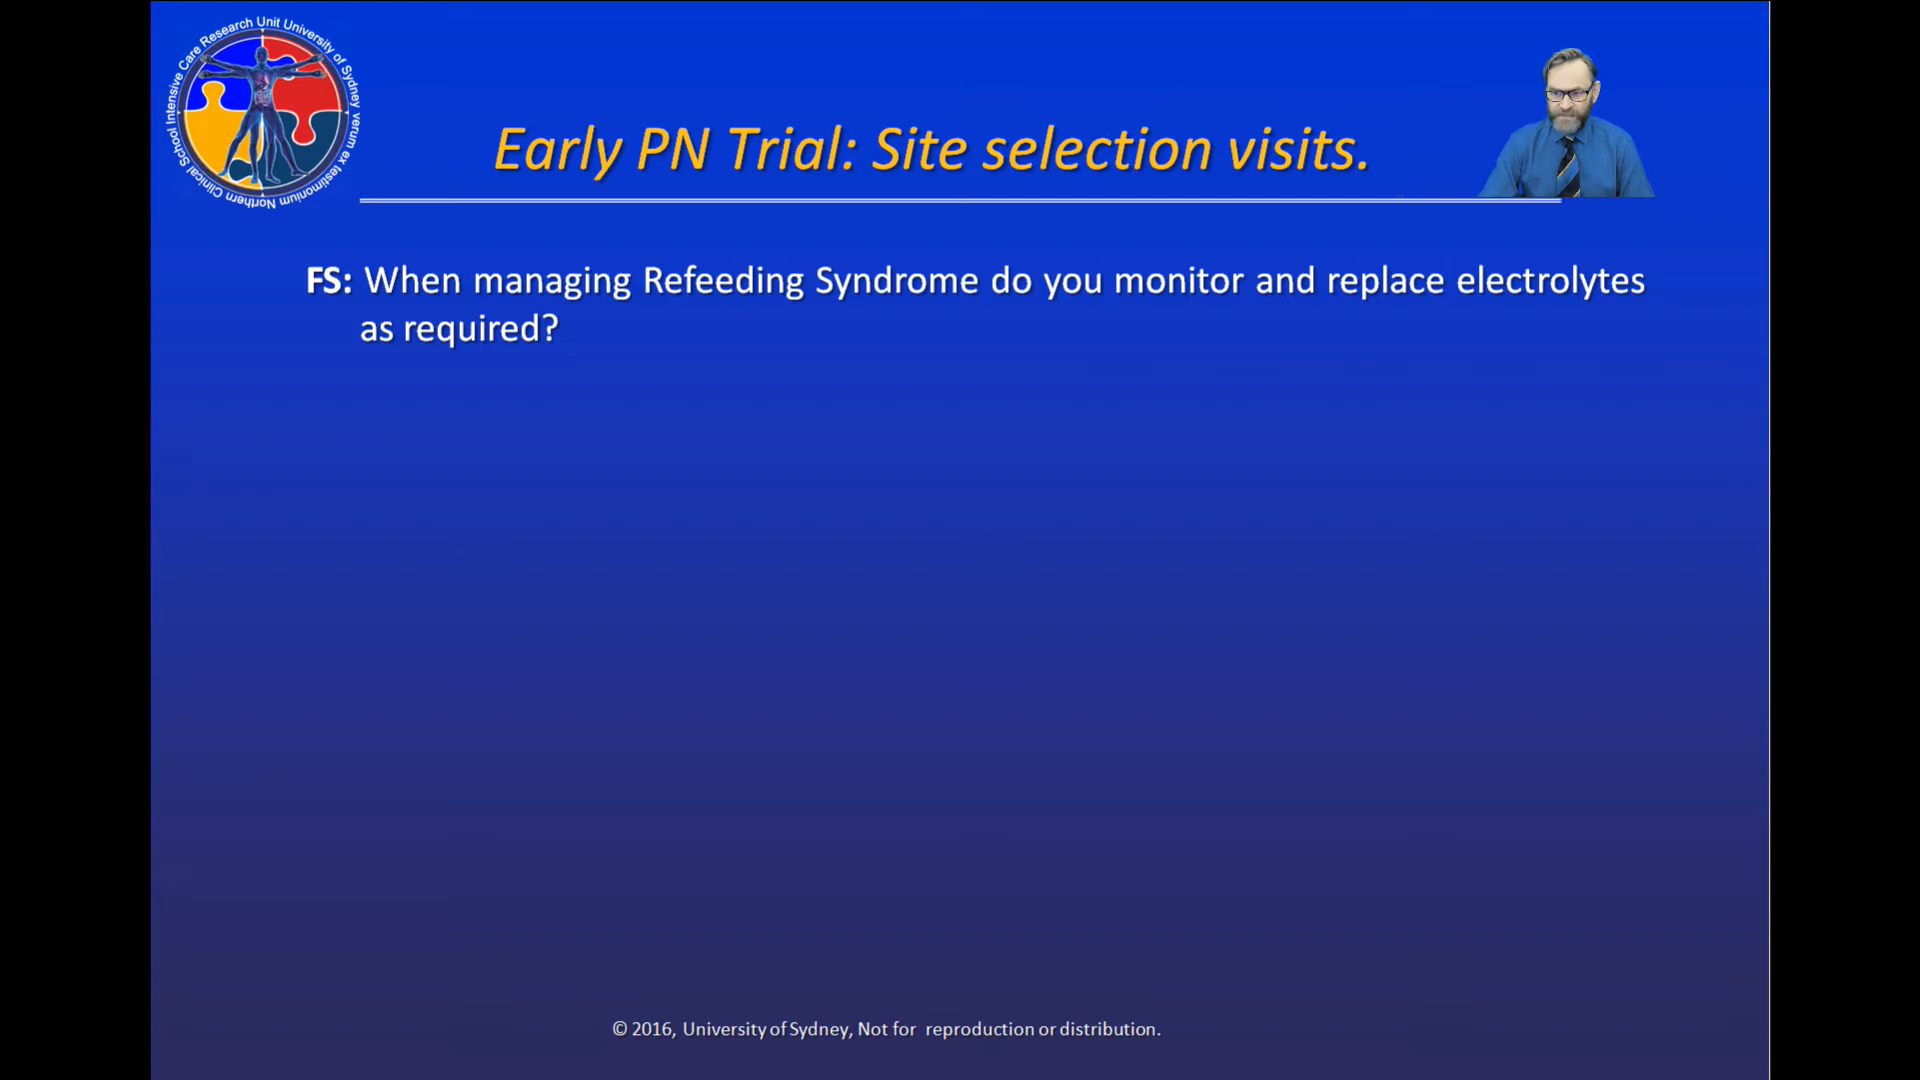 Northern Clinical School Intensive Care Research Unit University of Sydney verum ex testimonium
Early PN Trial: Site selection visits.
FS: When managing Refeeding Syndrome do you monitor and replace electrolytes
as required?
© 2016, University of Sydney, Not for reproduction or distribution.